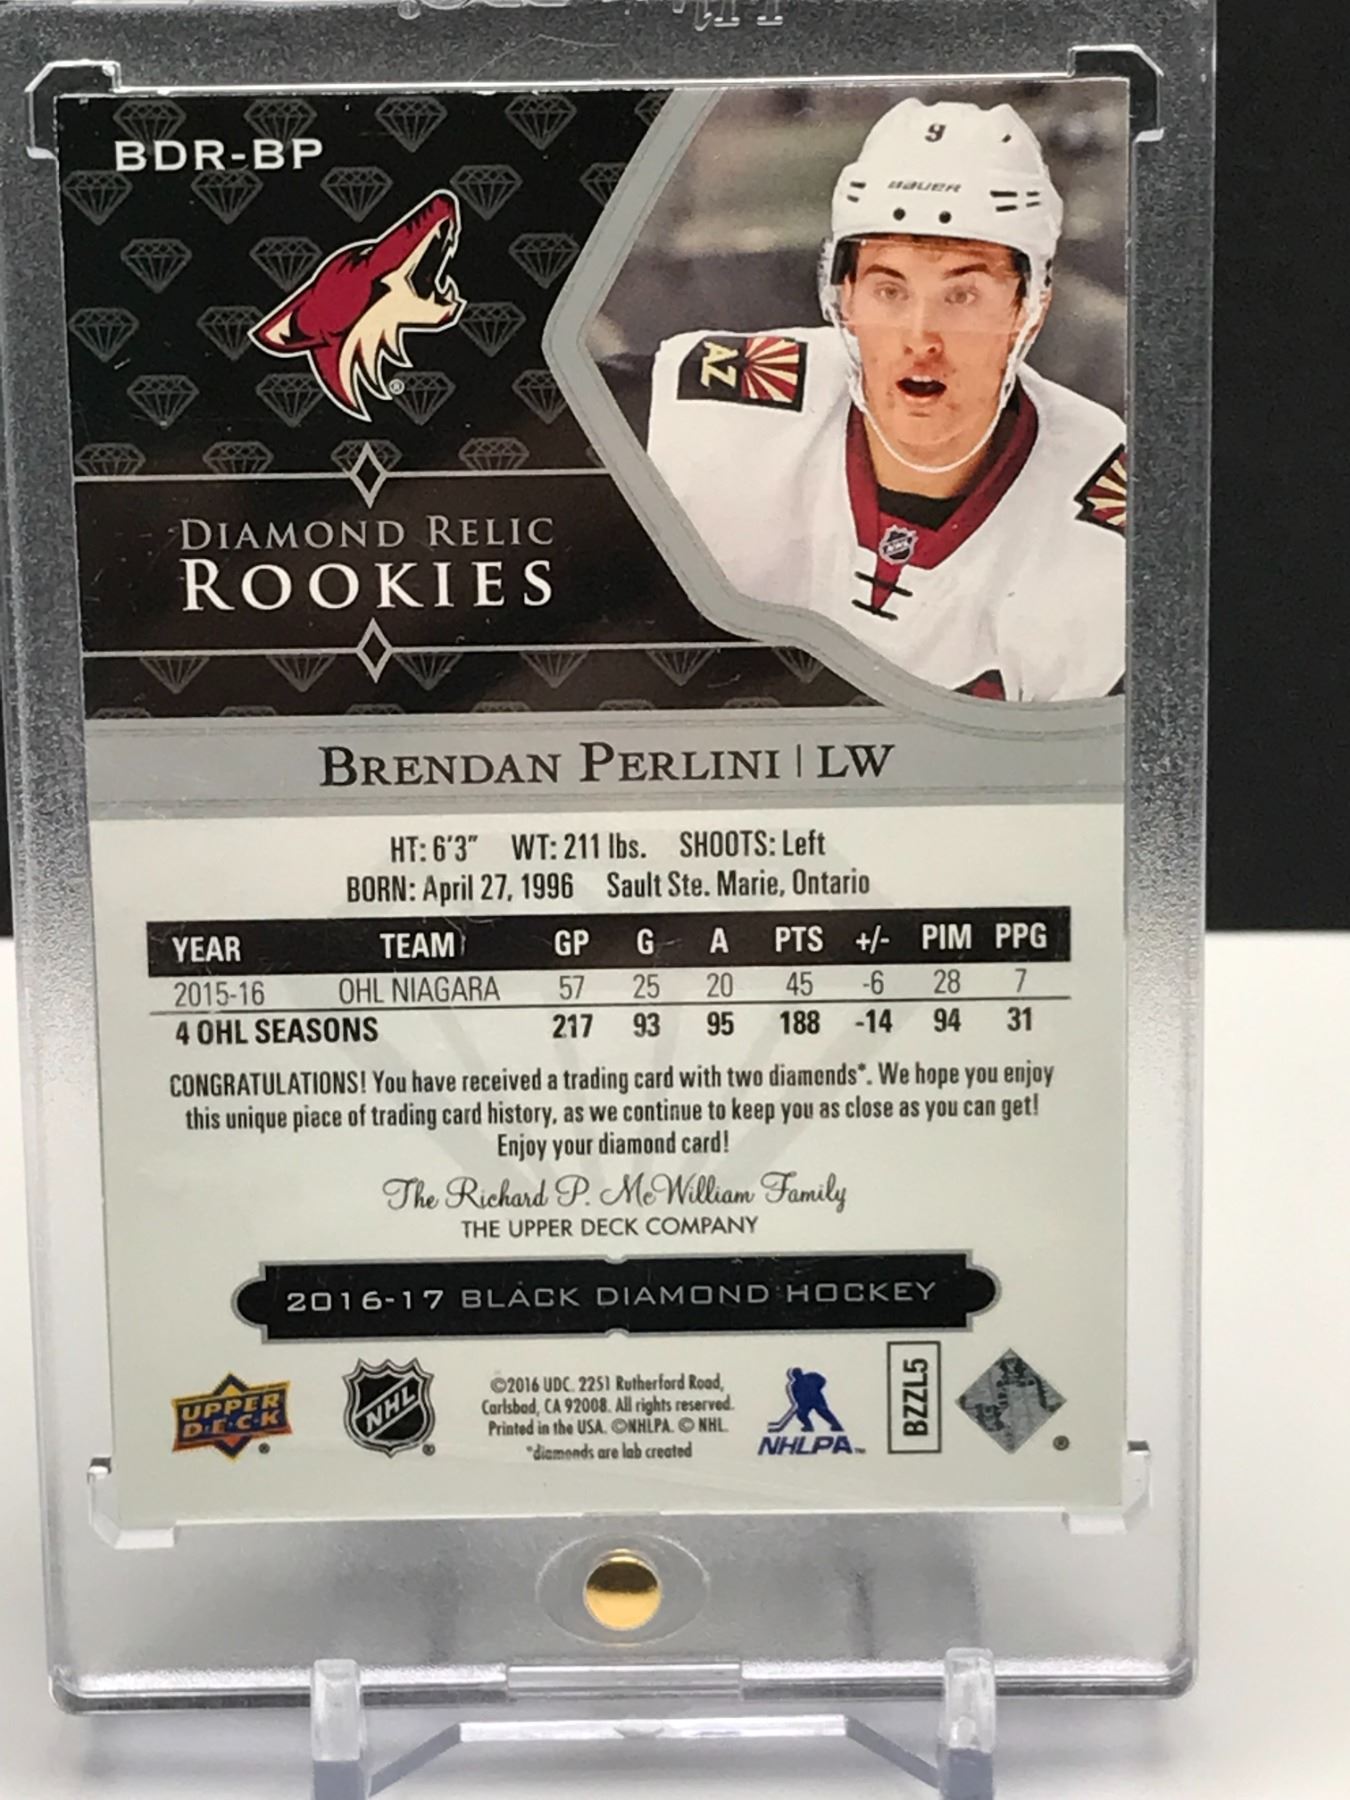 BDR-BP
9
BAUER
AZ
®
DIAMOND RELIC
ROOKIES
BRENDAN PERLINI | LW
HT: 6'3" WT: 211 lbs. SHOOTS: Left
BORN: April 27, 1996 Sault Ste. Marie, Ontario
YEAR TEAM GP G A PTS +/- PIM PPG
2015-16 OHL NIAGARA 57 25 20 45 -6 28 7
4 OHL SEASONS 217 93 95 188 -14 94 31
CONGRATULATIONS! You have received a trading card with two diamonds*. We hope you enjoy
this unique piece of trading card history, as we continue to keep you as close as you can get!
Enjoy your diamond card!
The Richard P. McWilliam Family
THE UPPER DECK COMPANY
2016-17 BLACK DIAMOND HOCKEY
UPPER
D·E·C·K
®
NHL
®
©2016 UDC. 2251 Rutherford Road,
Carlsbad, CA 92008. All rights reserved.
Printed in the USA. ©NHLPA. © NHL.
*diamonds are lab created
NHLPA™
BZZL5
®